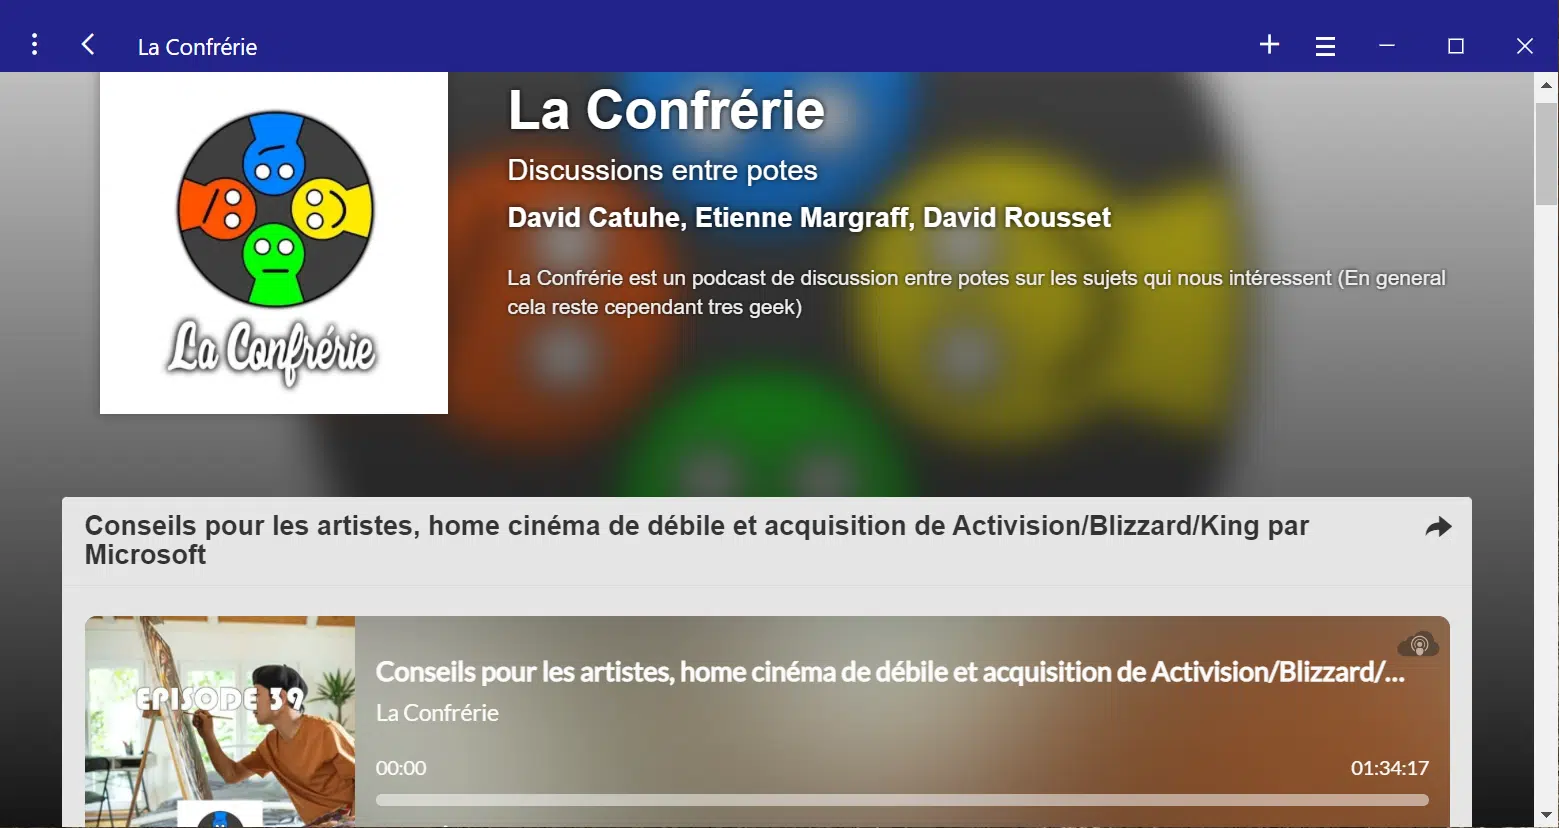 La Confrérie
La Confrérie
Discussions entre potes
David Catuhe, Etienne Margraff, David Rousset
La Confrérie est un podcast de discussion entre potes sur les sujets qui nous intéressent (En general
cela reste cependant tres geek)
La Confrérie
Conseils pour les artistes, home cinéma de débile et acquisition de Activision/Blizzard/King par
Microsoft
EPISODE 39
Conseils pour les artistes, home cinéma de débile et acquisition de Activision/Blizzard/...
La Confrérie
00:00
01:34:17